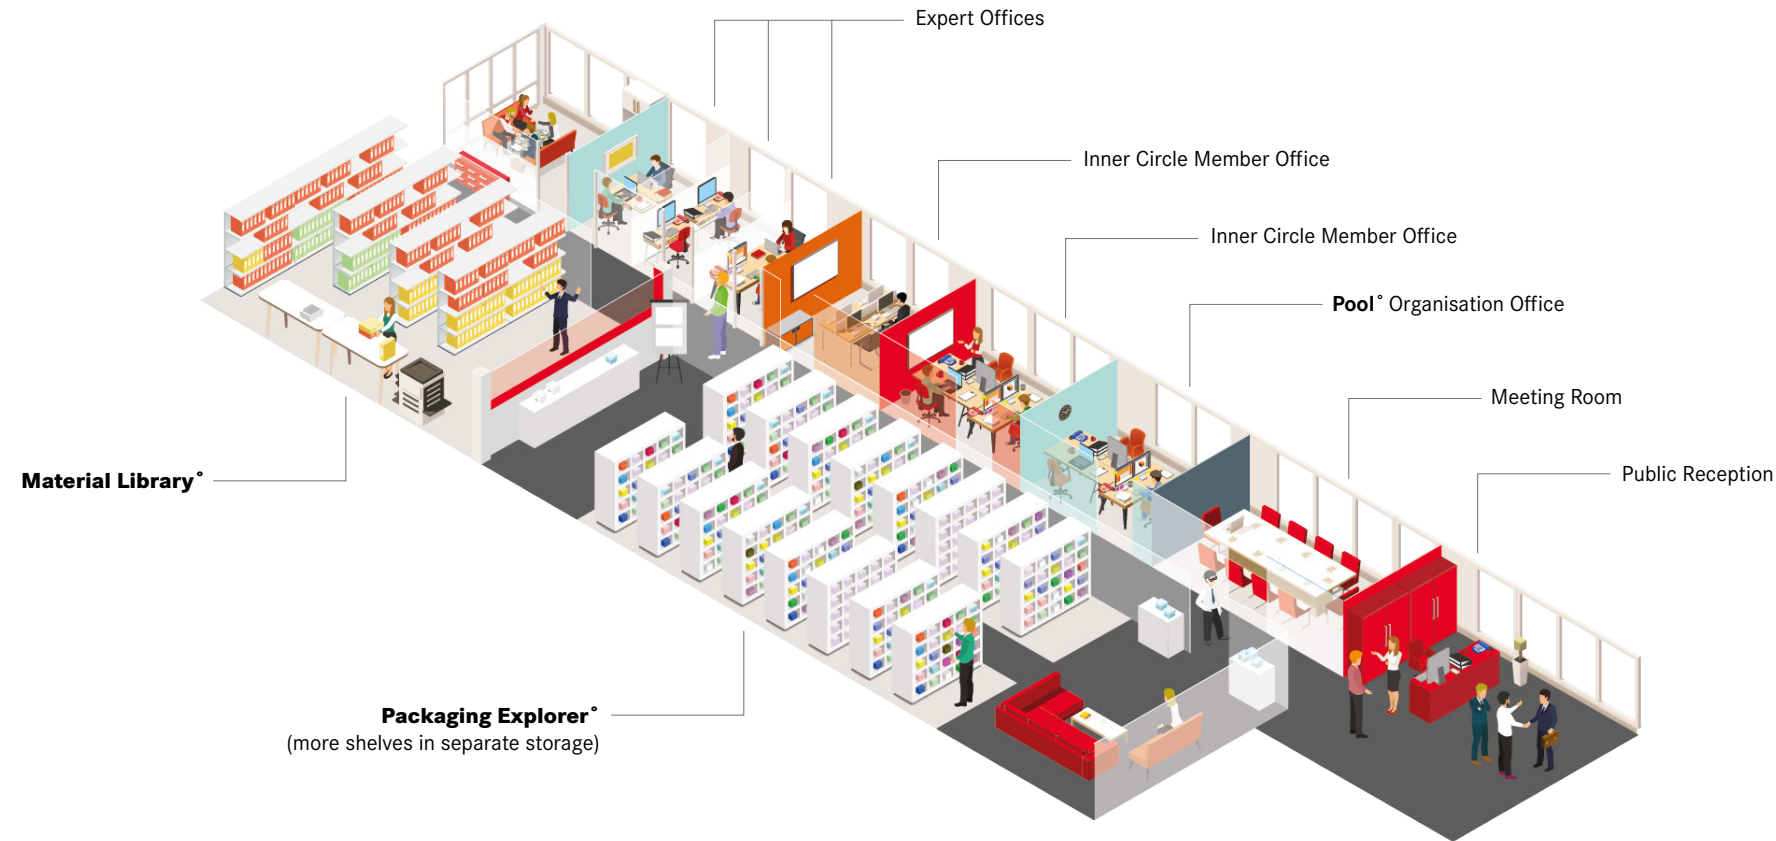 Expert Offices
Inner Circle Member Office
Inner Circle Member Office
Pool° Organisation Office
Meeting Room
Public Reception
Material Library°
Packaging Explorer°
(more shelves in separate storage)